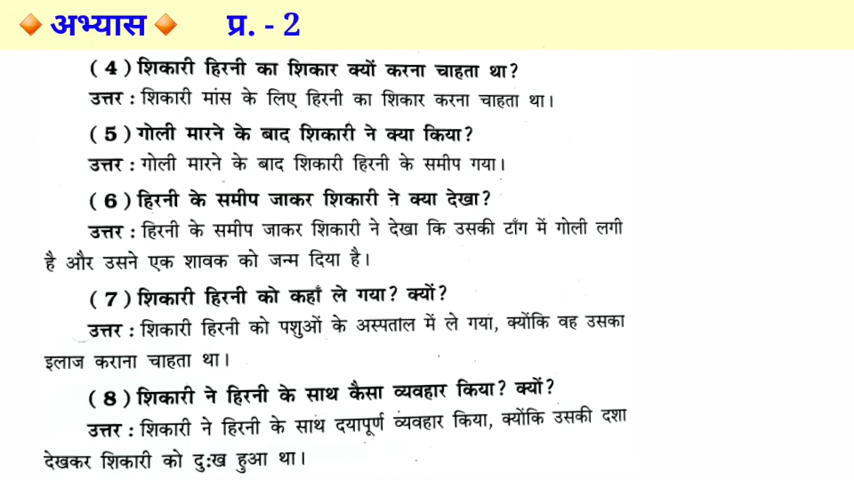 अभ्यास प्र. - 2
( 4 ) शिकारी हिरनी का शिकार क्यों करना चाहता था?
उत्तर : शिकारी मांस के लिए हिरनी का शिकार करना चाहता था।
( 5 ) गोली मारने के बाद शिकारी ने क्या किया?
उत्तर : गोली मारने के बाद शिकारी हिरनी के समीप गया।
( 6 ) हिरनी के समीप जाकर शिकारी ने क्या देखा?
उत्तर : हिरनी के समीप जाकर शिकारी ने देखा कि उसकी टाँग में गोली लगी
है और उसने एक शावक को जन्म दिया है।
( 7 ) शिकारी हिरनी को कहाँ ले गया? क्यों?
उत्तर : शिकारी हिरनी को पशुओं के अस्पताल में ले गया, क्योंकि वह उसका
इलाज कराना चाहता था।
( 8 ) शिकारी ने हिरनी के साथ कैसा व्यवहार किया? क्यों?
उत्तर : शिकारी ने हिरनी के साथ दयापूर्ण व्यवहार किया, क्योंकि उसकी दशा
देखकर शिकारी को दुःख हुआ था।